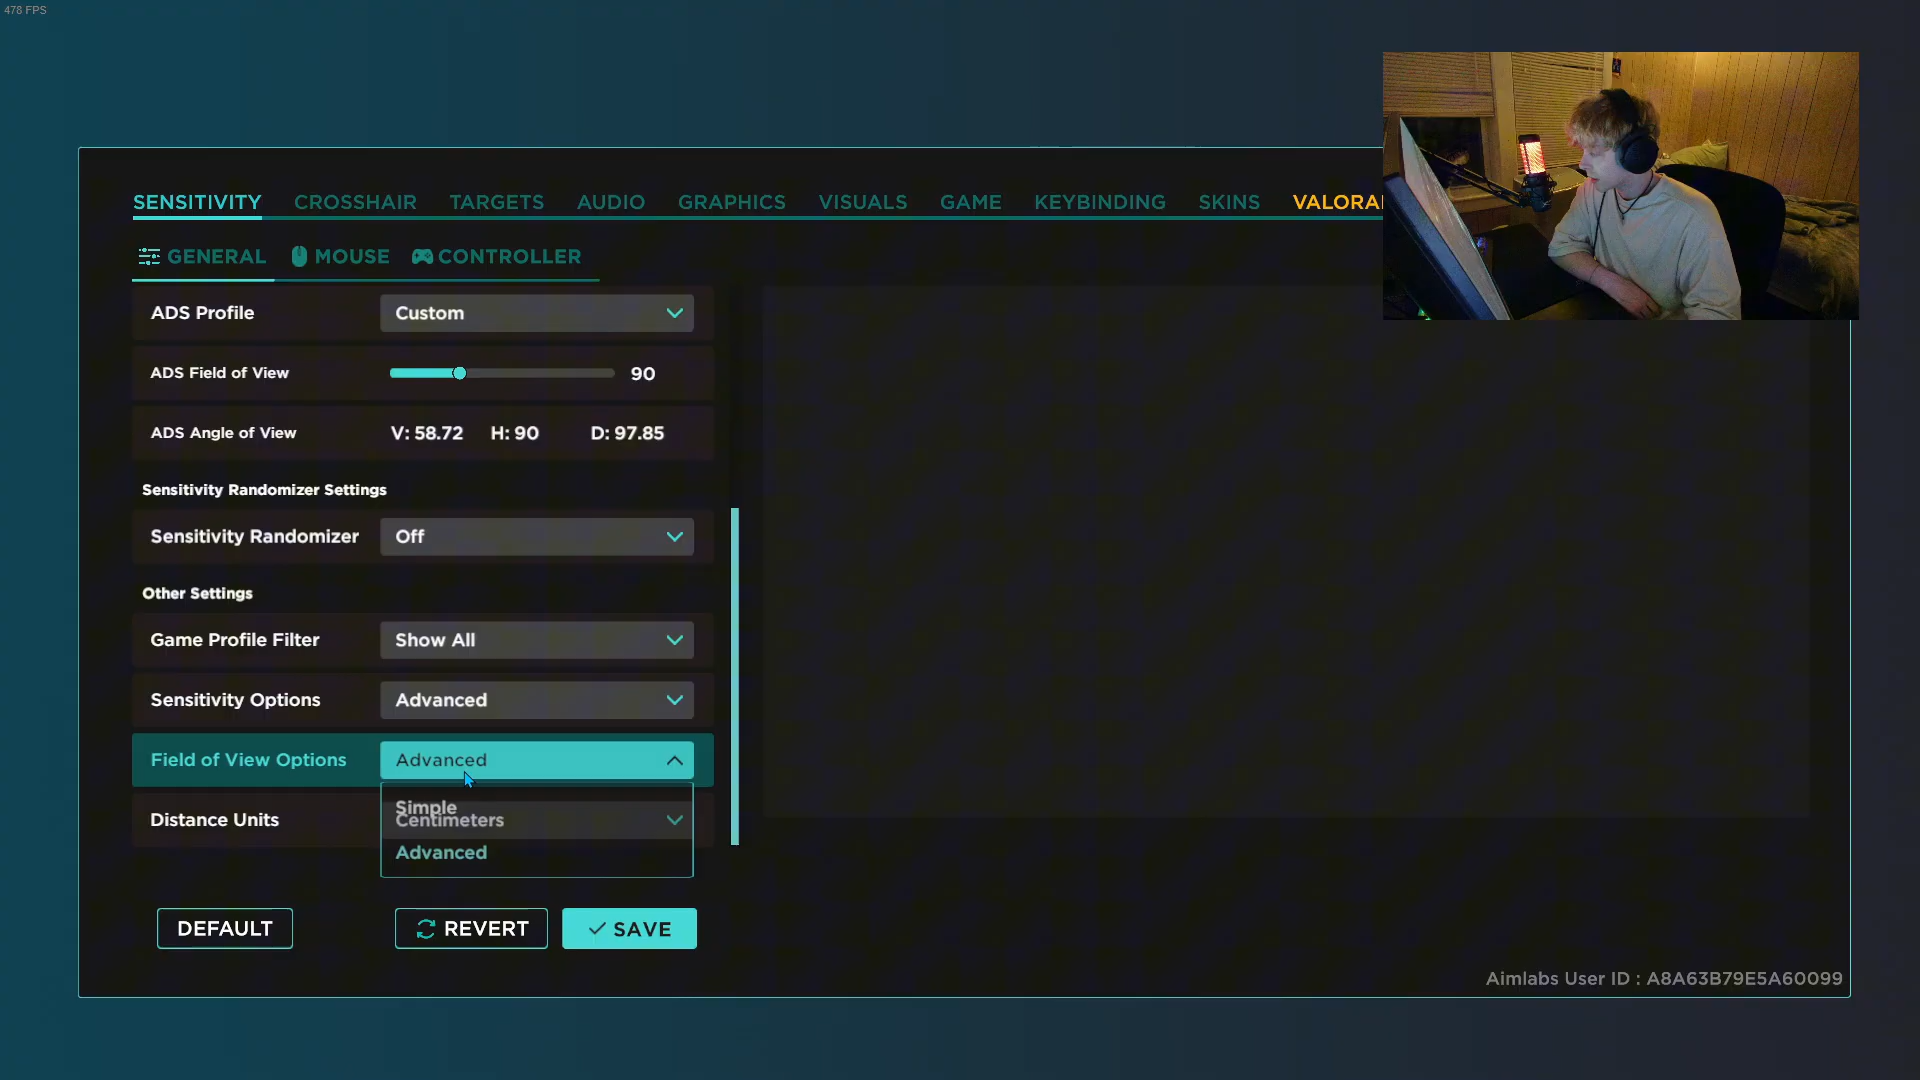 478 FPS
SENSITIVITY CROSSHAIR TARGETS AUDIO GRAPHICS VISUALS GAME KEYBINDING SKINS
GENERAL MOUSE CONTROLLER
ADS Profile Custom
ADS Field of View 90
ADS Angle of View V: 58.72 H: 90 D: 97.85
Sensitivity Randomizer Settings
Sensitivity Randomizer Off
Other Settings
Game Profile Filter Show All
Sensitivity Options Advanced
Field of View Options Advanced
Simple
Distance Units Centimeters
Advanced
DEFAULT REVERT SAVE
Aimlabs User ID : A8A63B79E5A60099